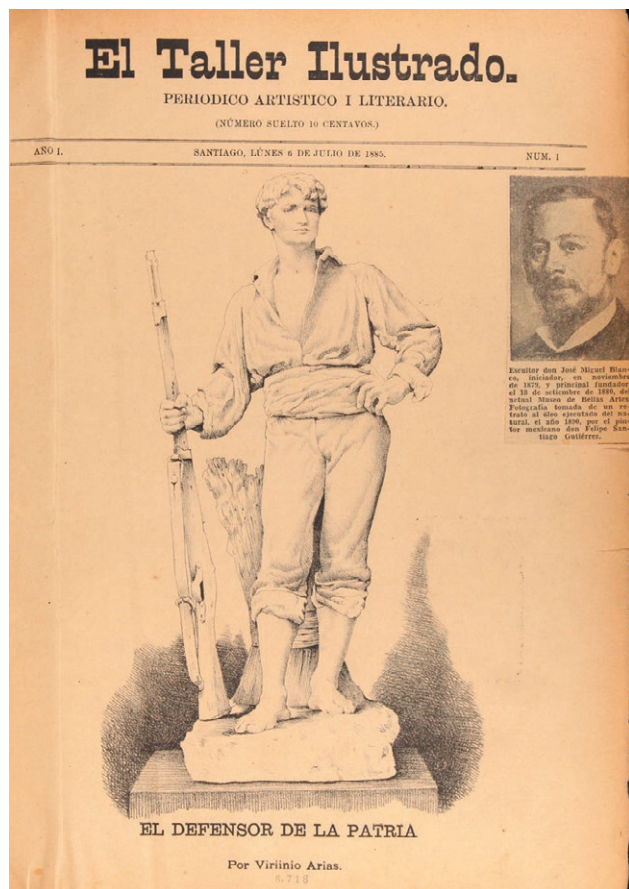 El Taller Ilustrado.
PERIODICO ARTISTICO I LITERARIO.
(NÚMERO SUELTO 10 CENTAVOS.)
AÑO I.
SANTIAGO, LÚNES 6 DE JULIO DE 1885.
NUM. 1
Escultor don José Miguel Blan-
co, iniciador, en noviembre
de 1879, y principal fundador
el 18 de setiembre de 1880, del
actual Museo de Bellas Artes
Fotografía tomada de un re-
trato al óleo ejecutado del na-
tural, el año 1890, por el pin-
tor mexicano don Felipe San-
tiago Gutiérrez.
EL DEFENSOR DE LA PATRIA
Por Viriinio Arias.